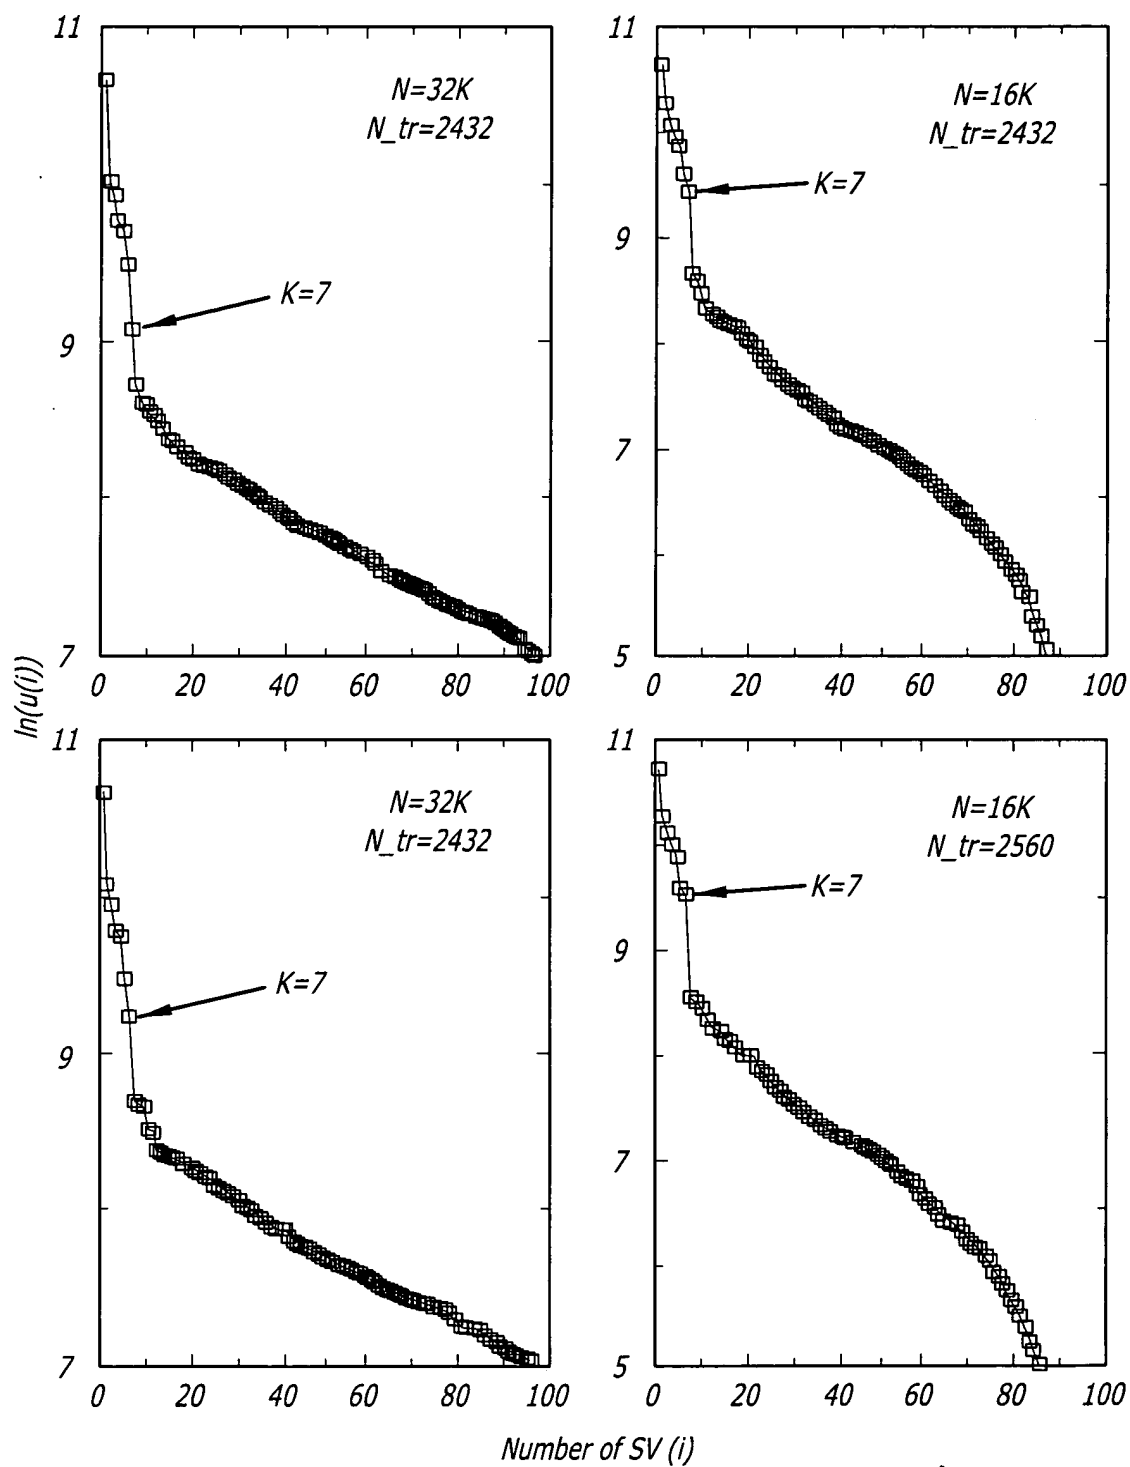 11
N=32K
N_tr=2432
K=7
9
7
0 20 40 60 80 100
11
N=16K
N_tr=2432
K=7
9
7
5
0 20 40 60 80 100
ln(u(i))
11
N=32K
N_tr=2432
K=7
9
7
0 20 40 60 80 100
11
N=16K
N_tr=2560
K=7
9
7
5
0 20 40 60 80 100
Number of SV (i)